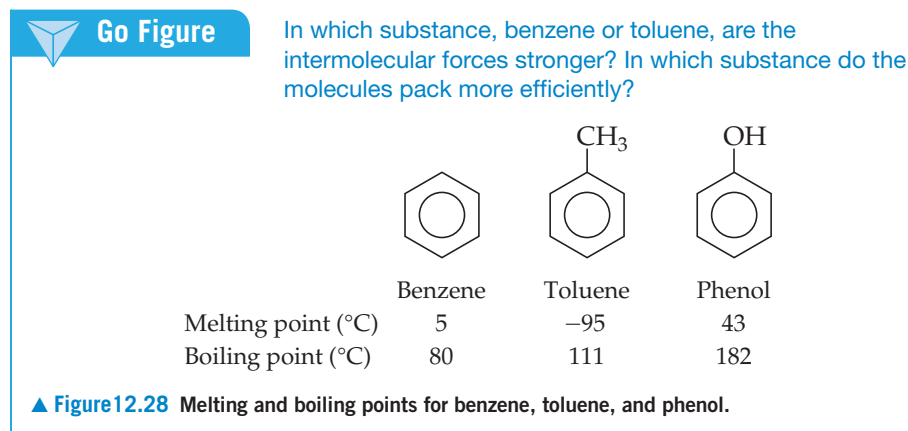 Go Figure
In which substance, benzene or toluene, are the
intermolecular forces stronger? In which substance do the
molecules pack more efficiently?
CH3 OH
Benzene Toluene Phenol
Melting point (°C) 5 −95 43
Boiling point (°C) 80 111 182
▲ Figure12.28 Melting and boiling points for benzene, toluene, and phenol.